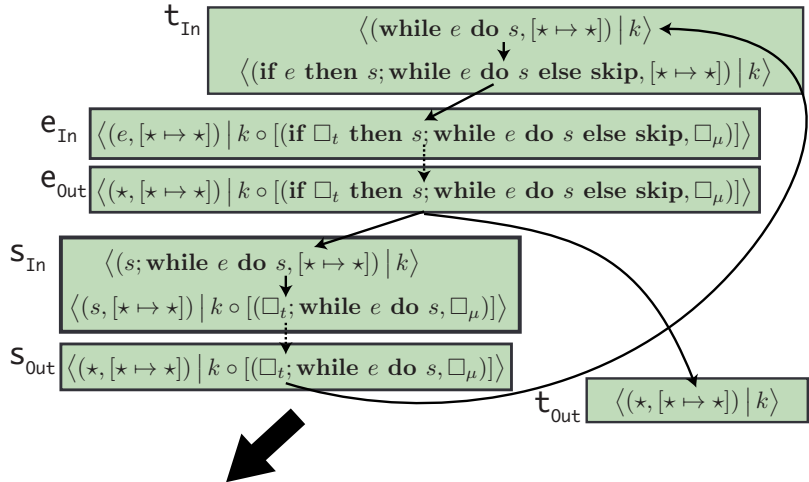 t_In ⟨(while e do s, [⋆ ↦ ⋆]) | k⟩
⟨(if e then s; while e do s else skip, [⋆ ↦ ⋆]) | k⟩
e_In ⟨(e, [⋆ ↦ ⋆]) | k ∘ [(if □_t then s; while e do s else skip, □_μ)]⟩
e_Out ⟨(⋆, [⋆ ↦ ⋆]) | k ∘ [(if □_t then s; while e do s else skip, □_μ)]⟩
s_In ⟨(s; while e do s, [⋆ ↦ ⋆]) | k⟩
⟨(s, [⋆ ↦ ⋆]) | k ∘ [(□_t; while e do s, □_μ)]⟩
s_Out ⟨(⋆, [⋆ ↦ ⋆]) | k ∘ [(□_t; while e do s, □_μ)]⟩
t_Out ⟨(⋆, [⋆ ↦ ⋆]) | k⟩